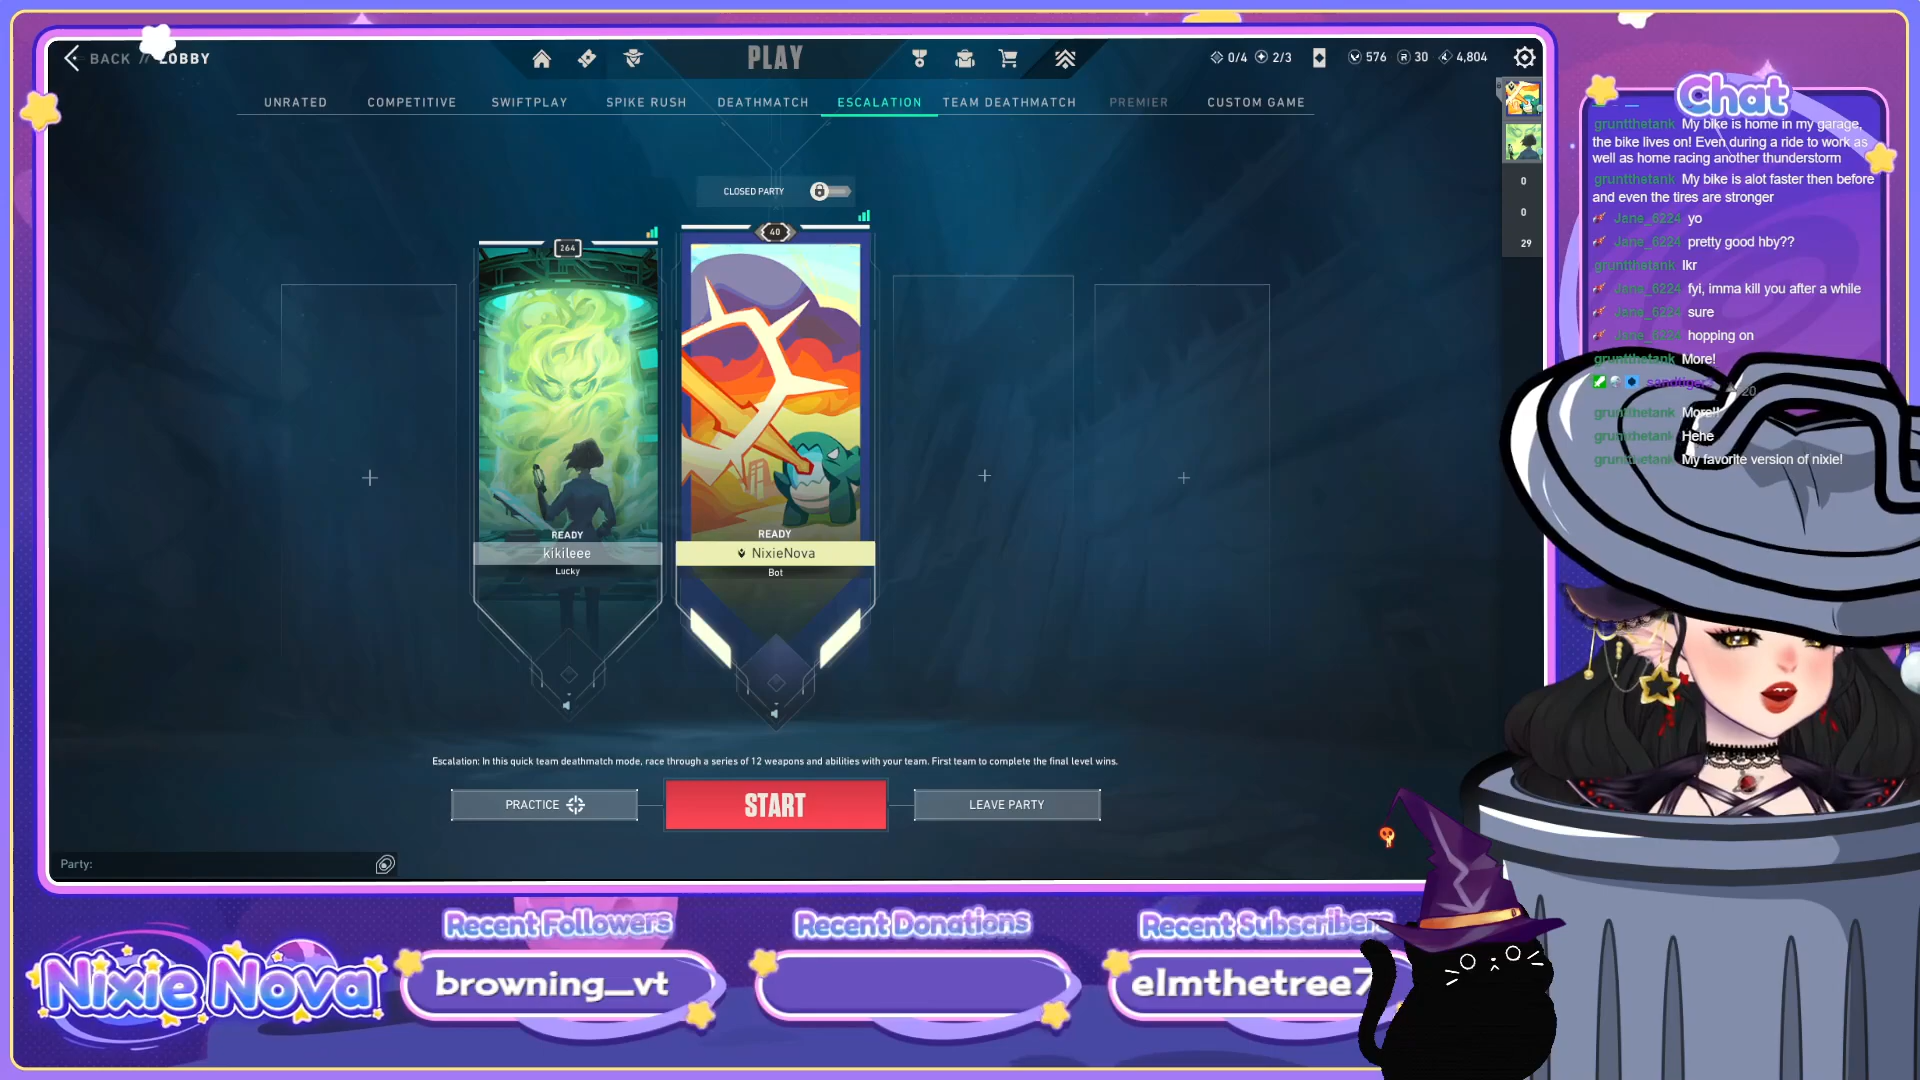 BACK // LOBBY
PLAY
0/4 2/3 576 30 4,804
UNRATED COMPETITIVE SWIFTPLAY SPIKE RUSH DEATHMATCH ESCALATION TEAM DEATHMATCH PREMIER CUSTOM GAME
CLOSED PARTY
264
40
READY
kikileee
Lucky
READY
NixieNova
Bot
0
0
29
Escalation: In this quick team deathmatch mode, race through a series of 12 weapons and abilities with your team. First team to complete the final level wins.
PRACTICE
START
LEAVE PARTY
Party:
Chat
gruntthetank My bike is home in my garage,
the bike lives on! Even during a ride to work as
well as home racing another thunderstorm
gruntthetank My bike is alot faster then before
and even the tires are stronger
Jane_6224 yo
Jane_6224 pretty good hby??
gruntthetank Ikr
Jane_6224 fyi, imma kill you after a while
Jane_6224 sure
Jane_6224 hopping on
gruntthetank More!
gruntthetank More!!
gruntthetank Hehe
gruntthetank My favorite version of nixie!
Nixie Nova
Recent Followers
browning_vt
Recent Donations
Recent Subscribers
elmthetree7